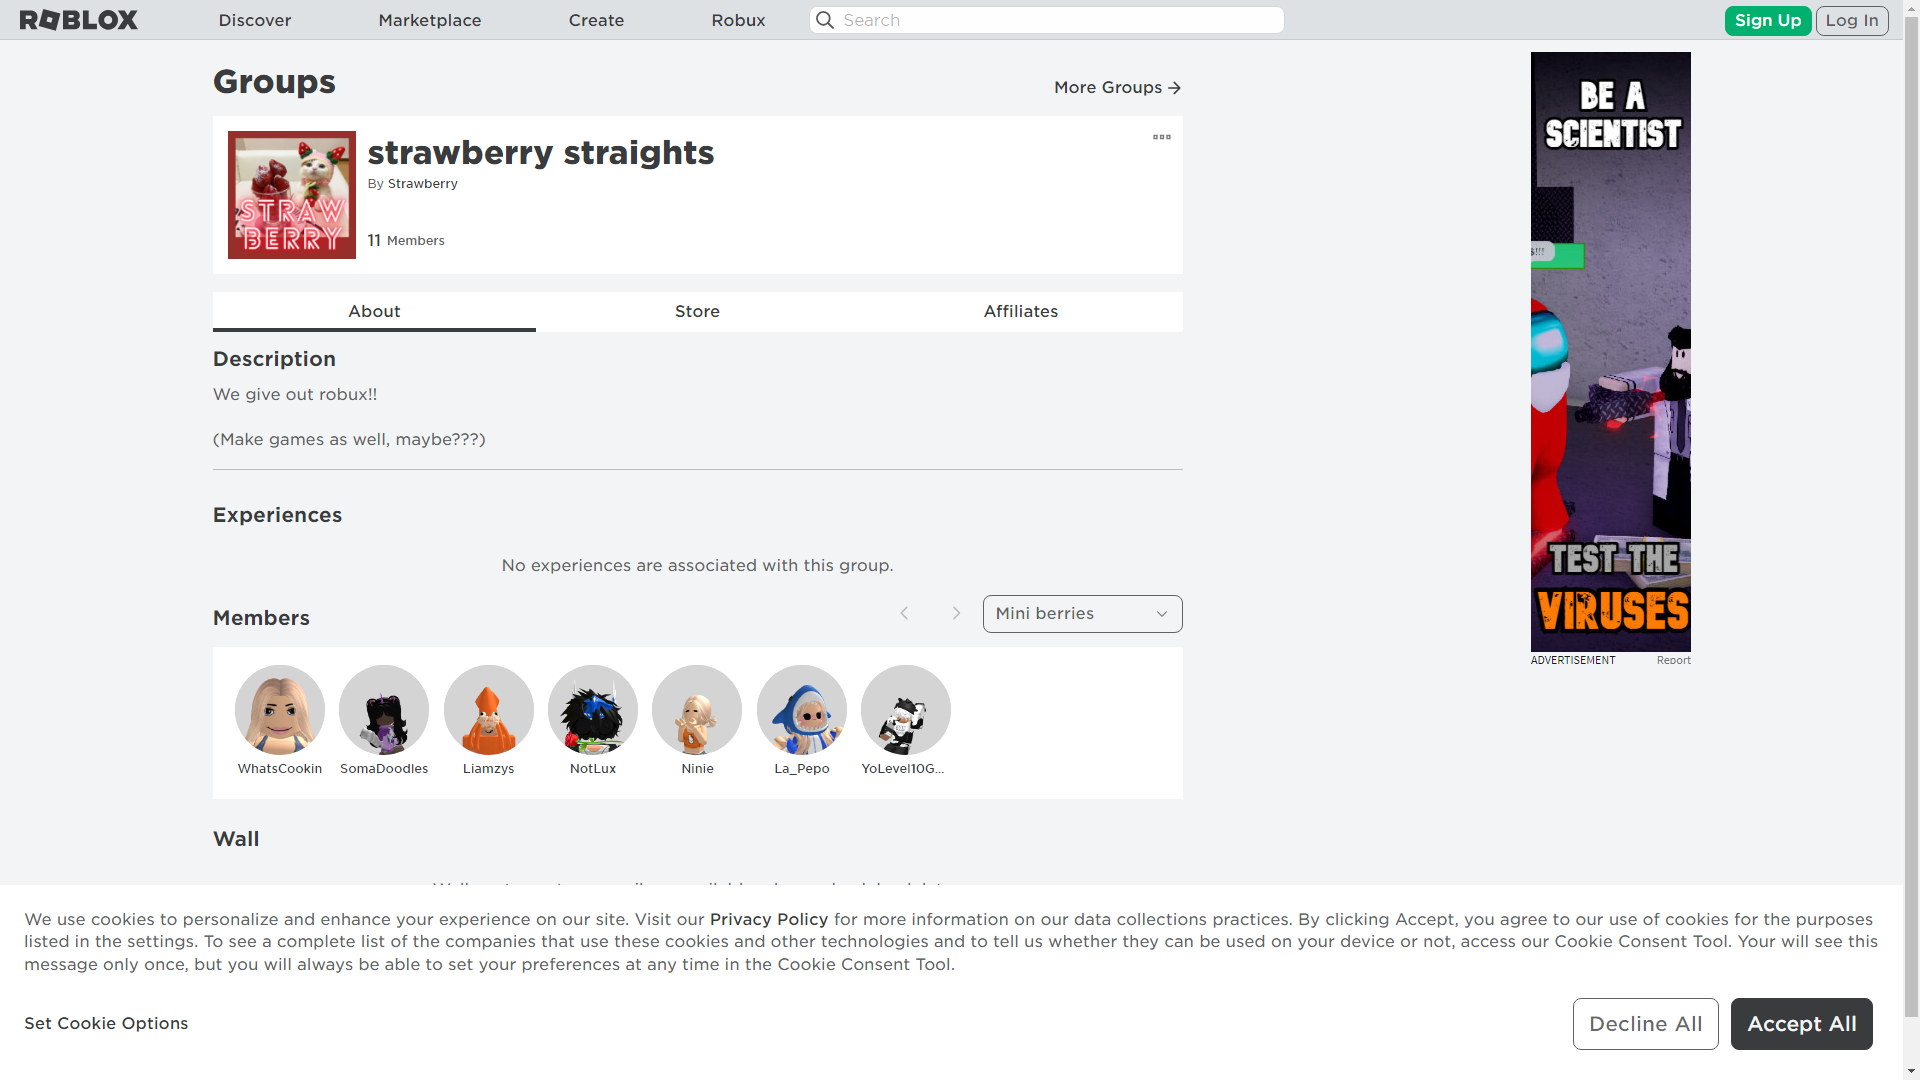 ROBLOX
Discover
Marketplace
Create
Robux
Search
Sign Up
Log In
Groups
More Groups
strawberry straights
By Strawberry
11 Members
STRAW
BERRY
About
Store
Affiliates
Description
We give out robux!!
(Make games as well, maybe???)
Experiences
No experiences are associated with this group.
Members
Mini berries
WhatsCookin
SomaDoodles
Liamzys
NotLux
Ninie
La_Pepo
YoLevel10G...
Wall
BE A
SCIENTIST
TEST THE
VIRUSES
ADVERTISEMENT
Report
We use cookies to personalize and enhance your experience on our site. Visit our Privacy Policy for more information on our data collections practices. By clicking Accept, you agree to our use of cookies for the purposes
listed in the settings. To see a complete list of the companies that use these cookies and other technologies and to tell us whether they can be used on your device or not, access our Cookie Consent Tool. Your will see this
message only once, but you will always be able to set your preferences at any time in the Cookie Consent Tool.
Set Cookie Options
Decline All
Accept All